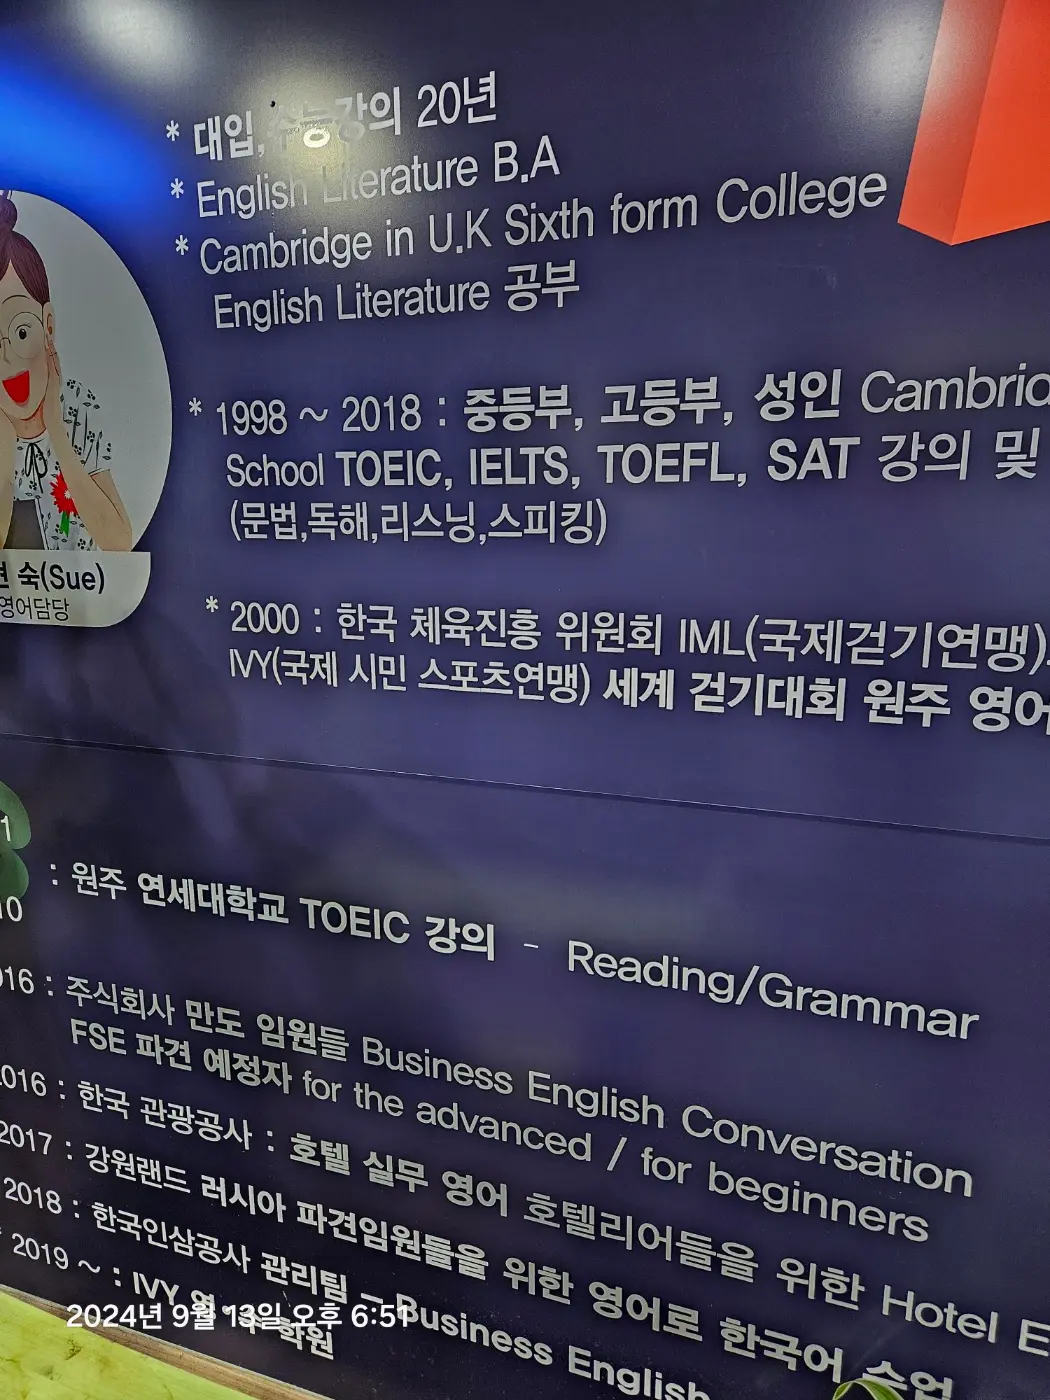 * 대입, 수능강의 20년
* English Literature B.A
* Cambridge in U.K Sixth form College
English Literature 공부
* 1998 ~ 2018 : 중등부, 고등부, 성인 Cambrid
School TOEIC, IELTS, TOEFL, SAT 강의 및
(문법,독해,리스닝,스피킹)
숙(Sue)
영어담당
* 2000 : 한국 체육진흥 위원회 IML(국제걷기연맹)
IVY(국제 시민 스포츠연맹) 세계 걷기대회 원주 영어
1
: 원주 연세대학교 TOEIC 강의 - Reading/Grammar
10
016 : 주식회사 만도 임원들 Business English Conversation
FSE 파견 예정자 for the advanced / for beginners
2016 : 한국 관광공사 : 호텔 실무 영어 호텔리어들을 위한 Hotel E
2017 : 강원랜드 러시아 파견임원들을 위한 영어로 한국어 수업
2018 : 한국인삼공사 관리팀 - Business English
* 2019 ~ : IVY 학원
2024년 9월 13일 오후 6:51